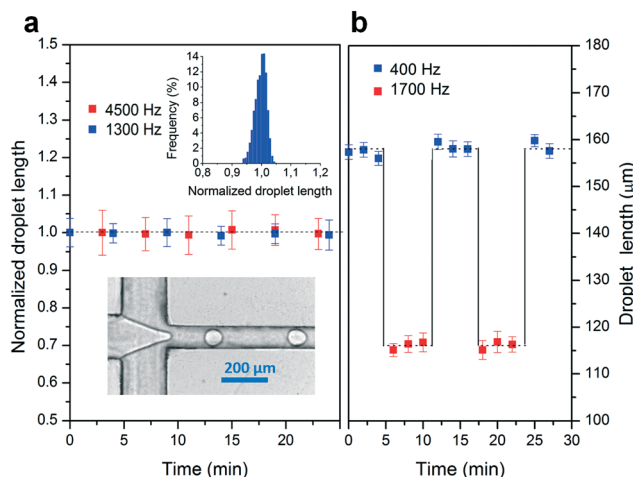 a
1.5
1.4
1.3
1.2
1.1
1.0
0.9
0.8
0.7
0.6
0.5
Normalized droplet length
4500 Hz
1300 Hz
14
12
10
8
6
4
2
0
Frequency (%)
0,8 0,9 1,0 1,1 1,2
Normalized droplet length
200 μm
0 5 10 15 20
Time (min)
b
400 Hz
1700 Hz
180
170
160
150
140
130
120
110
100
Droplet length (μm)
0 5 10 15 20 25 30
Time (min)